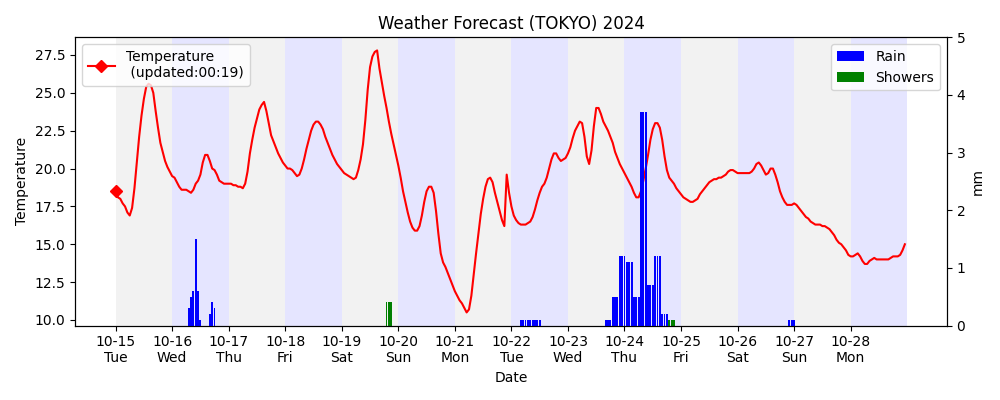 Weather Forecast (TOKYO) 2024
Temperature
(updated:00:19)
Rain
Showers
Temperature
27.5
25.0
22.5
20.0
17.5
15.0
12.5
10.0
5
4
3
2
1
0
mm
10-15 10-16 10-17 10-18 10-19 10-20 10-21 10-22 10-23 10-24 10-25 10-26 10-27 10-28
Tue Wed Thu Fri Sat Sun Mon Tue Wed Thu Fri Sat Sun Mon
Date